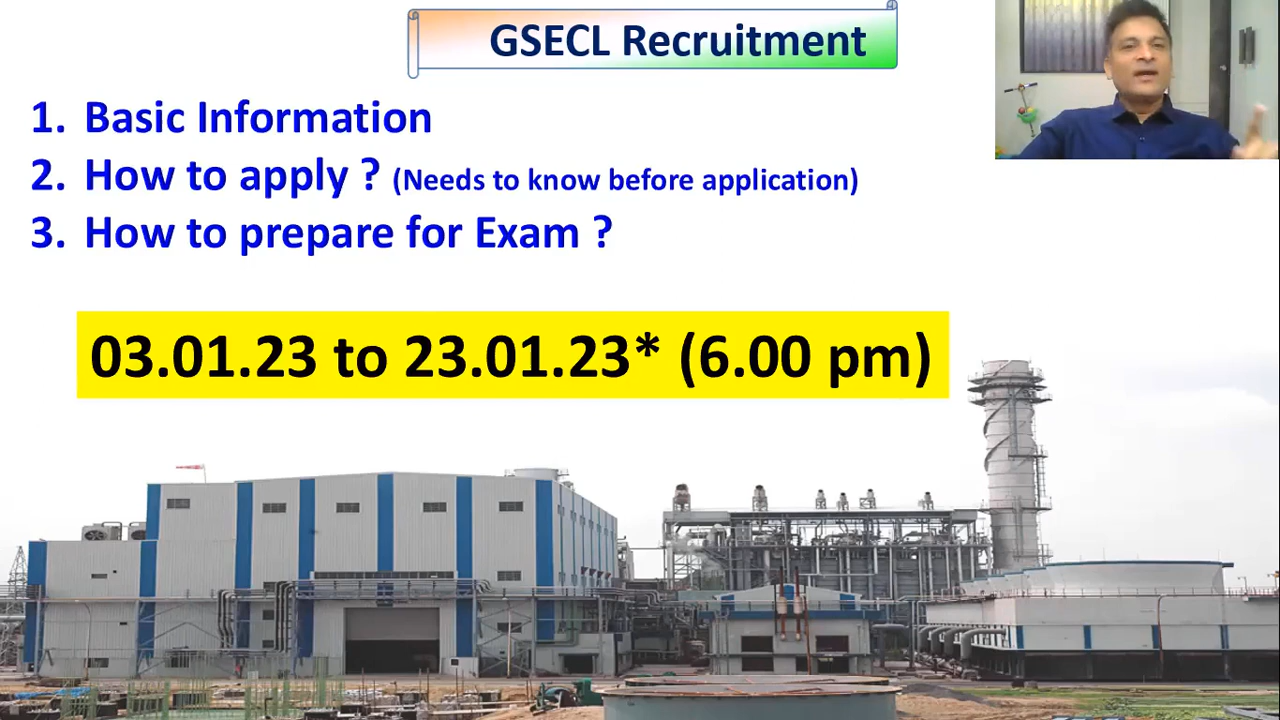 GSECL Recruitment
1. Basic Information
2. How to apply ? (Needs to know before application)
3. How to prepare for Exam ?
03.01.23 to 23.01.23* (6.00 pm)